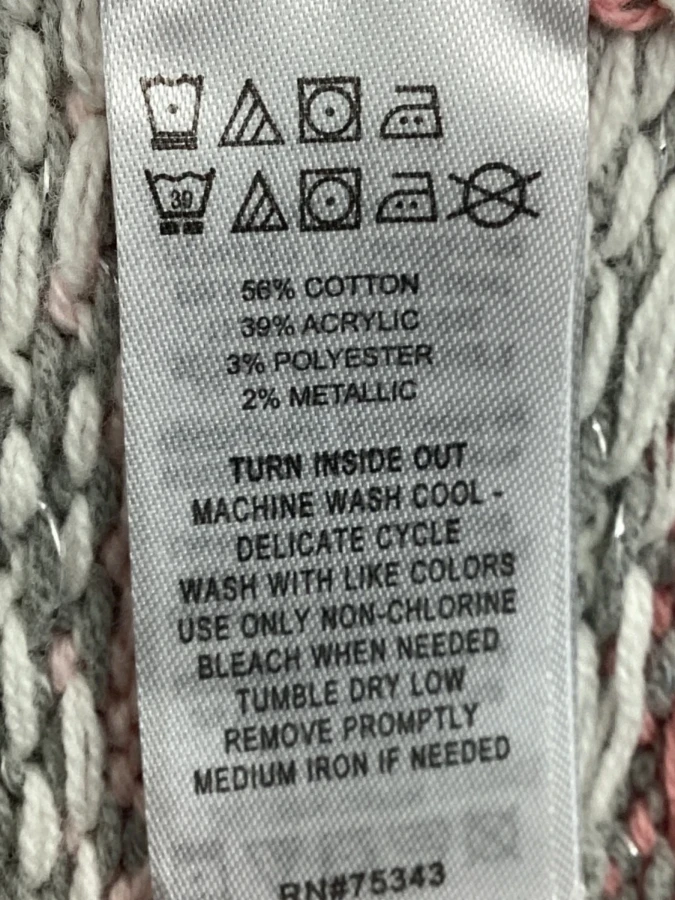 30
56% COTTON
39% ACRYLIC
3% POLYESTER
2% METALLIC
TURN INSIDE OUT
MACHINE WASH COOL -
DELICATE CYCLE
WASH WITH LIKE COLORS
USE ONLY NON-CHLORINE
BLEACH WHEN NEEDED
TUMBLE DRY LOW
REMOVE PROMPTLY
MEDIUM IRON IF NEEDED
RN#75343